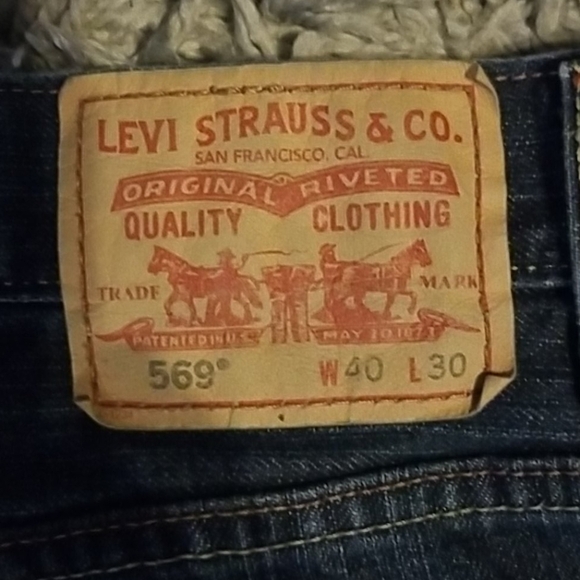 LEVI STRAUSS & CO.
SAN FRANCISCO, CAL.
ORIGINAL RIVETED
QUALITY CLOTHING
TRADE MARK
PATENTED IN U.S. MAY 20 1873
569® W40 L30